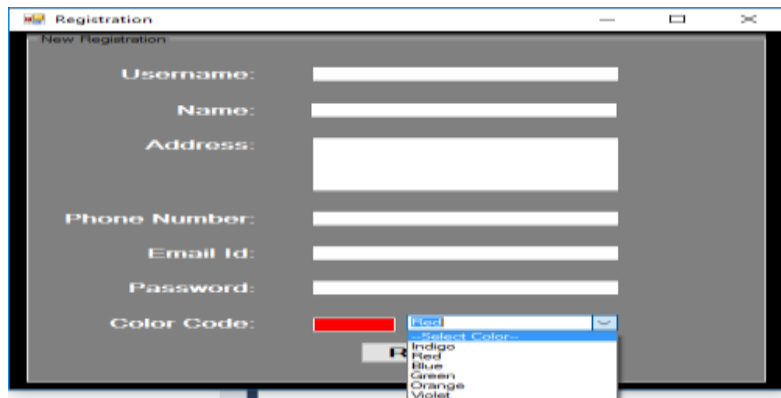 Registration
New Registration
Username:
Name:
Address:
Phone Number:
Email Id:
Password:
Color Code:
Red
--Select Color--
Indigo
R
Red
Blue
Green
Orange
Violet